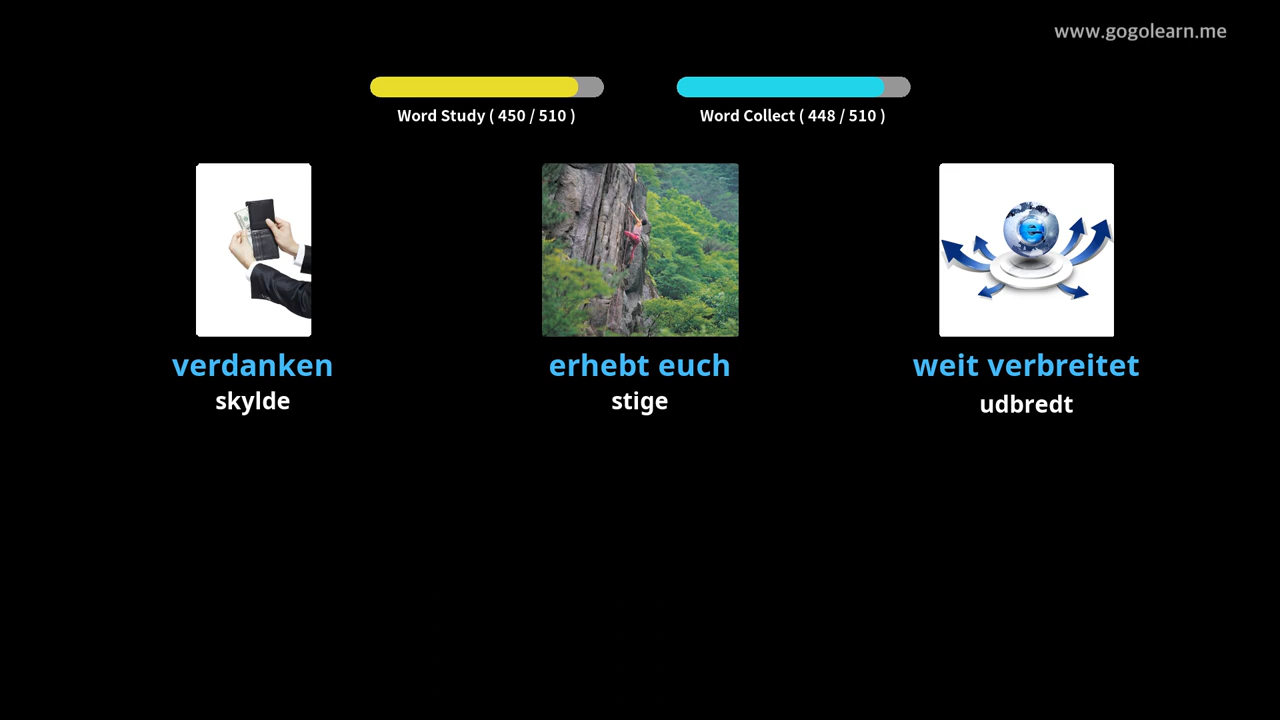 www.gogolearn.me
Word Study ( 450 / 510 )
Word Collect ( 448 / 510 )
verdanken
skylde
erhebt euch
stige
weit verbreitet
udbredt